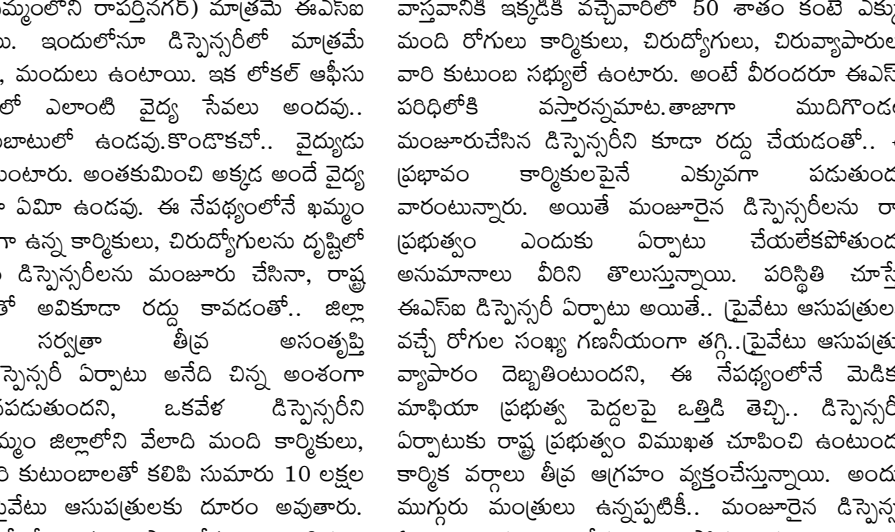 మ్మంలోని రాపర్తినగర్) మాత్రమే ఈఎస్ఐ
ఇందులోనూ డిస్పెన్సరీలో మాత్రమే
మందులు ఉంటాయి. ఇక లోకల్ ఆఫీసు
లో ఎలాంటి వైద్య సేవలు అందవు..
ఉండవు.కొండొకచో.. వైద్యుడు
అంతకుమించి అక్కడ అందే వైద్య
ఏమీ ఉండవు. ఈ నేపథ్యంలోనే ఖమ్మం
గా ఉన్న కార్మికులు, చిరుద్యోగులను దృష్టిలో
డిస్పెన్సరీలను మంజూరు చేసినా, రాష్ట్ర
తో అవికూడా రద్దు కావడంతో.. జిల్లా
సర్వత్రా తీవ్ర అసంతృప్తి
స్పెన్సరీ ఏర్పాటు అనేది చిన్న అంశంగా
పడుతుందని, ఒకవేళ డిస్పెన్సరీని
మ్మం జిల్లాలోని వేలాది మంది కార్మికులు,
రి కుటుంబాలతో కలిపి సుమారు 10 లక్షల
ఆసుపత్రులకు దూరం అవుతారు.
వాస్తవానికి ఇక్కడికి వచ్చేవారిలో 50 శాతం కంటే
మంది రోగులు కార్మికులు, చిరుద్యోగులు, చిరువ్యాపారుల
వారి కుటుంబ సభ్యులే ఉంటారు. అంటే వీరందరూ ఈఎస్
పరిధిలోకి వస్తారన్నమాట.తాజాగా ముదిగొండ
మంజూరుచేసిన డిస్పెన్సరీని కూడా రద్దు చేయడంతో..
ప్రభావం కార్మికులపైనే ఎక్కువగా పడుతుంద
వారంటున్నారు. అయితే మంజూరైన డిస్పెన్సరీలను రా
ప్రభుత్వం ఎందుకు ఏర్పాటు చేయలేకపోతుంద
అనుమానాలు వీరిని తొలుస్తున్నాయి. పరిస్థితి చూస్తే
ఈఎస్ఐ డిస్పెన్సరీ ఏర్పాటు అయితే.. ప్రైవేటు ఆసుపత్రుల
వచ్చే రోగుల సంఖ్య గణనీయంగా తగ్గి..ప్రైవేటు ఆసుపత్రు
వ్యాపారం దెబ్బతింటుందని, ఈ నేపథ్యంలోనే మెడిక
మాఫియా ప్రభుత్వ పెద్దలపై ఒత్తిడి తెచ్చి.. డిస్పెన్సరీ
ఏర్పాటుకు రాష్ట్ర ప్రభుత్వం విముఖత చూపించి ఉంటుంద
కార్మిక వర్గాలు తీవ్ర ఆగ్రహం వ్యక్తంచేస్తున్నాయి. అందు
ముగ్గురు మంత్రులు ఉన్నప్పటికీ.. మంజూరైన డిస్పెన్స